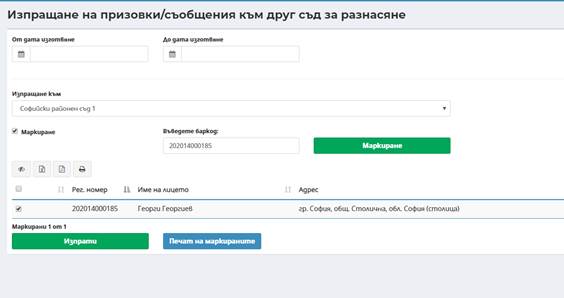 Изпращане на призовки/съобщения към друг съд за разнасяне
От дата изготвяне До дата изготвяне
Изпращане към
Софийски районен съд 1
Маркиране Въведете баркод:
202014000185 Маркиране
Рег. номер Име на лицето Адрес
202014000185 Георги Георгиев гр. София, общ. Столична, обл. София (столица)
Маркирани 1 от 1
Изпрати Печат на маркираните